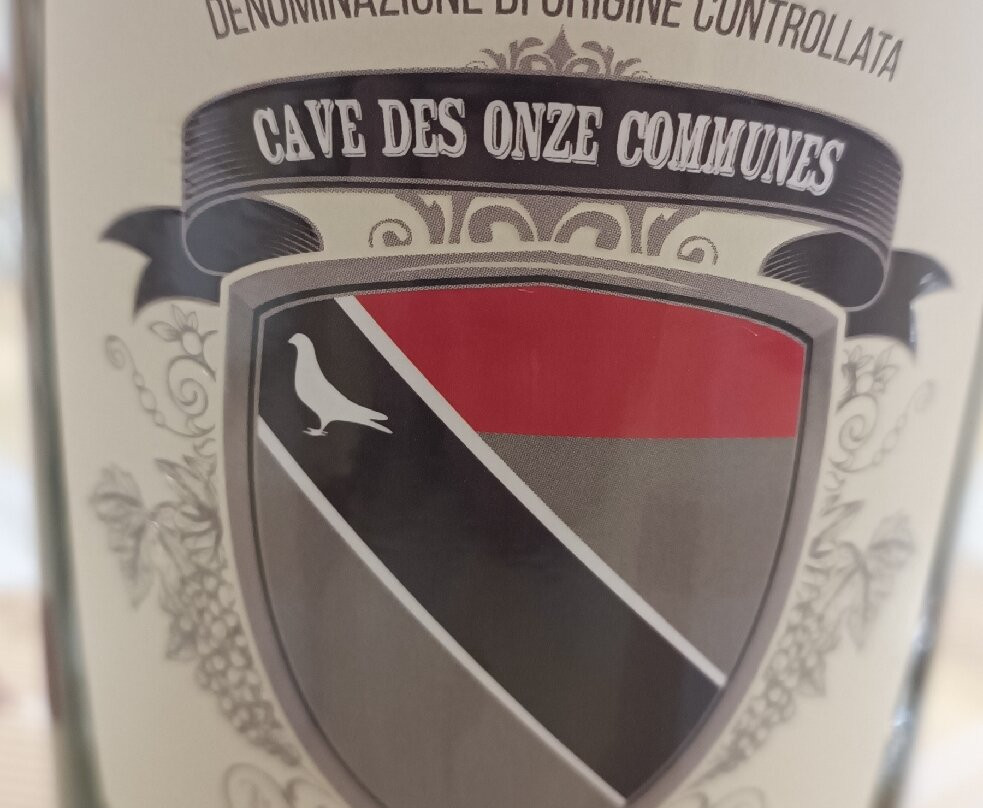 DENOMINAZIONE DI ORIGINE CONTROLLATA
CAVE DES ONZE COMMUNES